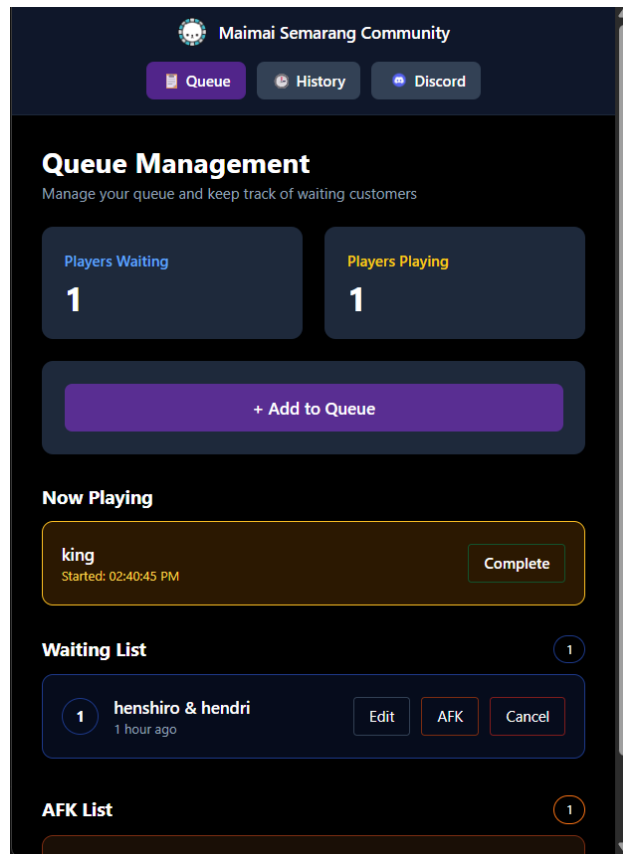 Maimai Semarang Community
Queue
History
Discord
Queue Management
Manage your queue and keep track of waiting customers
Players Waiting
1
Players Playing
1
+ Add to Queue
Now Playing
king
Started: 02:40:45 PM
Complete
Waiting List
1
1
henshiro & hendri
1 hour ago
Edit
AFK
Cancel
AFK List
1